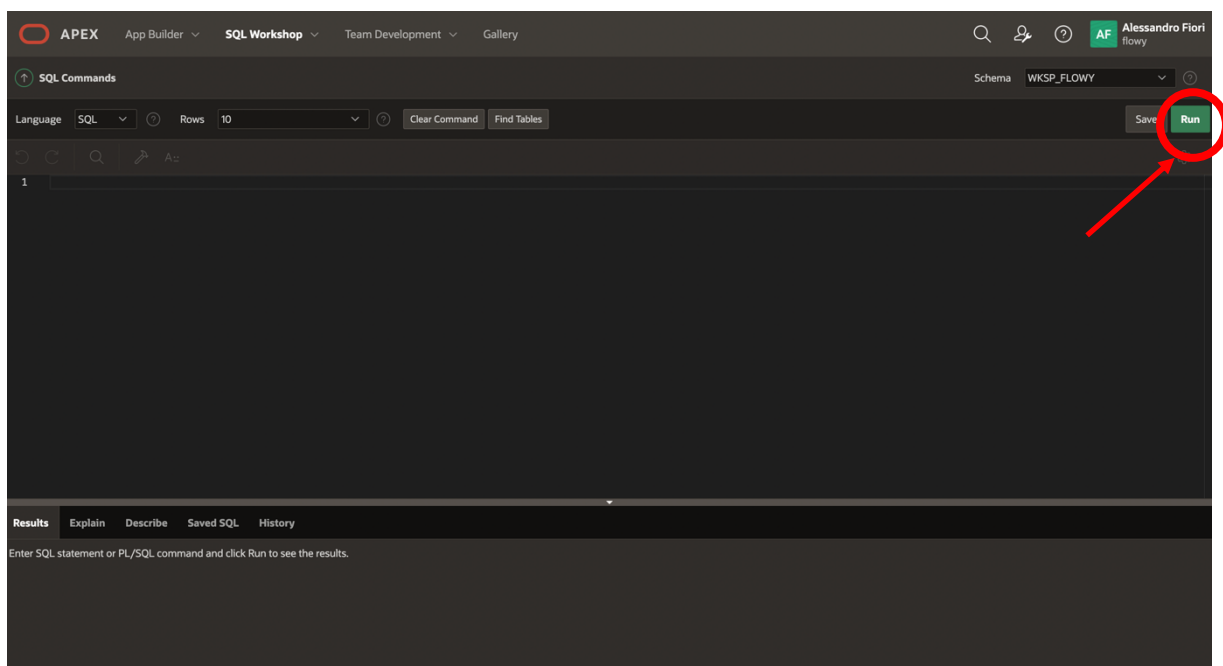 APEX App Builder SQL Workshop Team Development Gallery AF Alessandro Fiori
flowy
SQL Commands Schema WKSP_FLOWY
Language SQL Rows 10 Clear Command Find Tables Save Run
1
Results Explain Describe Saved SQL History
Enter SQL statement or PL/SQL command and click Run to see the results.